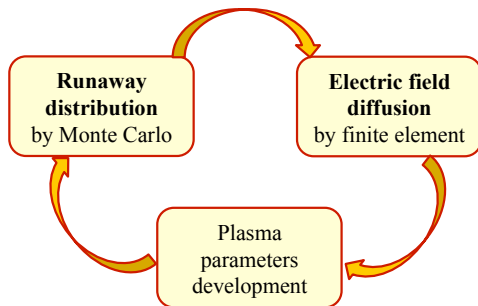 Runaway
distribution
by Monte Carlo
Electric field
diffusion
by finite element
Plasma
parameters
development